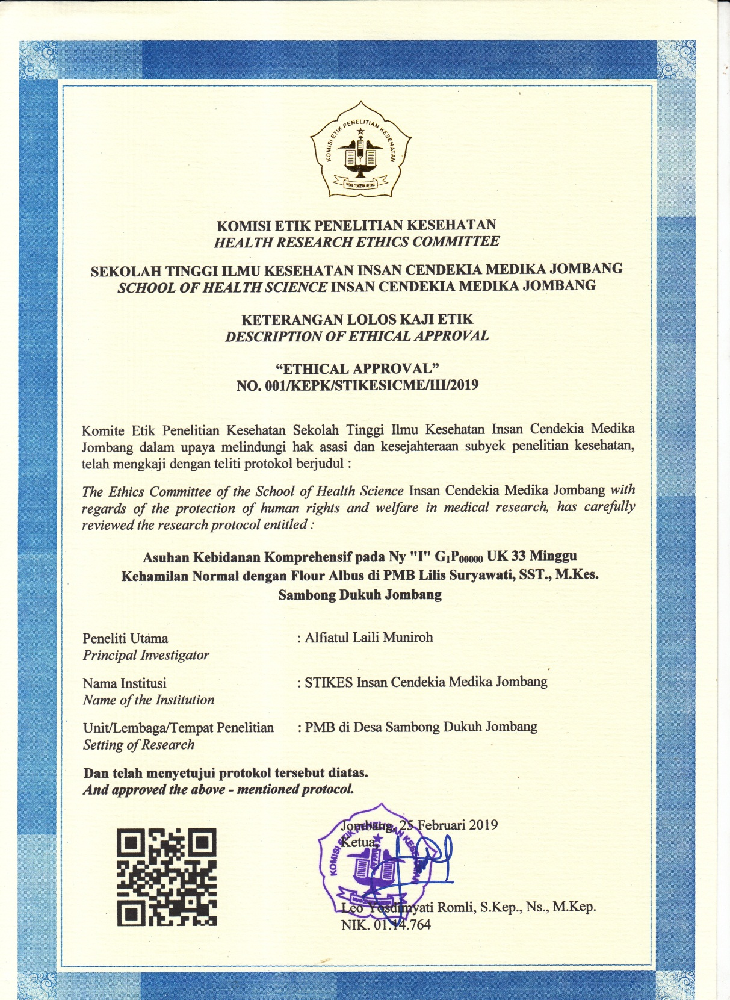 KOMISI ETIK PENELITIAN KESEHATAN
INSAN CENDEKIA MEDIKA
KOMISI ETIK PENELITIAN KESEHATAN
HEALTH RESEARCH ETHICS COMMITTEE
SEKOLAH TINGGI ILMU KESEHATAN INSAN CENDEKIA MEDIKA JOMBANG
SCHOOL OF HEALTH SCIENCE INSAN CENDEKIA MEDIKA JOMBANG
KETERANGAN LOLOS KAJI ETIK
DESCRIPTION OF ETHICAL APPROVAL
“ETHICAL APPROVAL”
NO. 001/KEPK/STIKESICME/III/2019
Komite Etik Penelitian Kesehatan Sekolah Tinggi Ilmu Kesehatan Insan Cendekia Medika
Jombang dalam upaya melindungi hak asasi dan kesejahteraan subyek penelitian kesehatan,
telah mengkaji dengan teliti protokol berjudul :
The Ethics Committee of the School of Health Science Insan Cendekia Medika Jombang with
regards of the protection of human rights and welfare in medical research, has carefully
reviewed the research protocol entitled :
Asuhan Kebidanan Komprehensif pada Ny "I" G₁P₀₀₀₀₀ UK 33 Minggu
Kehamilan Normal dengan Flour Albus di PMB Lilis Suryawati, SST., M.Kes.
Sambong Dukuh Jombang
Peneliti Utama : Alfiatul Laili Muniroh
Principal Investigator
Nama Institusi : STIKES Insan Cendekia Medika Jombang
Name of the Institution
Unit/Lembaga/Tempat Penelitian : PMB di Desa Sambong Dukuh Jombang
Setting of Research
Dan telah menyetujui protokol tersebut diatas.
And approved the above - mentioned protocol.
Jombang, 25 Februari 2019
Ketua,
KOMISI ETIK PENELITIAN KESEHATAN
INSAN CENDEKIA MEDIKA
Leo Yosdimyati Romli, S.Kep., Ns., M.Kep.
NIK. 01.14.764